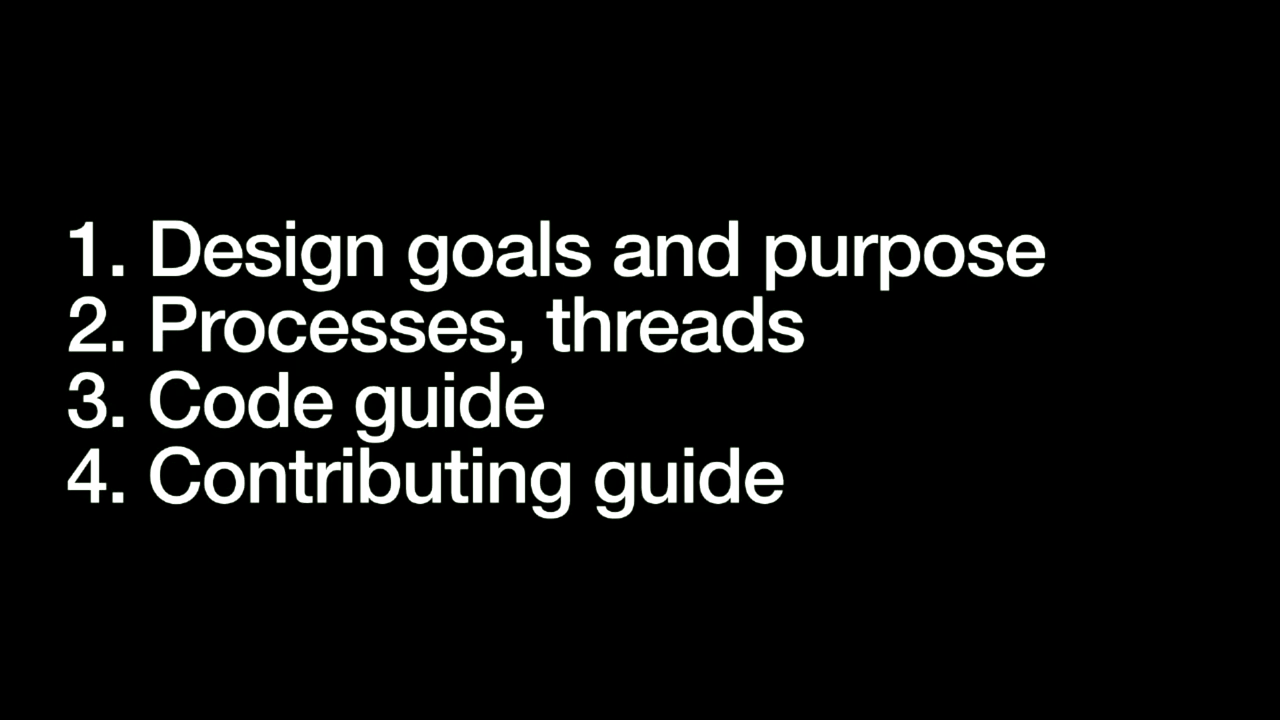 1. Design goals and purpose
2. Processes, threads
3. Code guide
4. Contributing guide